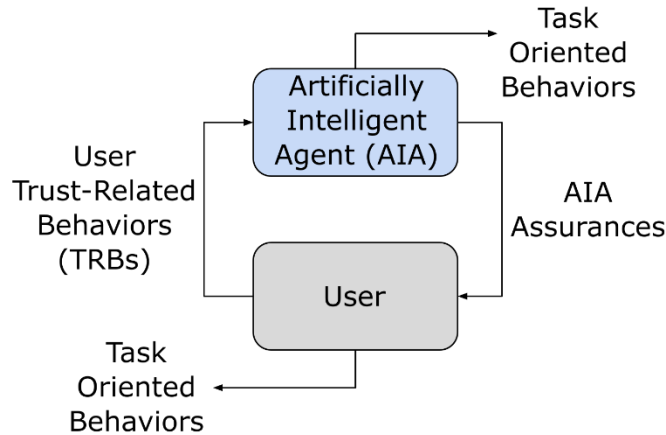 Task
Oriented
Behaviors
Artificially
Intelligent
Agent (AIA)
User
Trust-Related
Behaviors
(TRBs)
AIA
Assurances
User
Task
Oriented
Behaviors